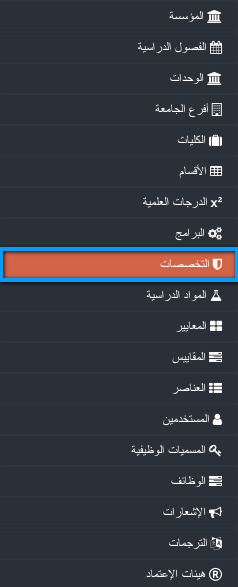 المؤسسة
الفصول الدراسية
الوحدات
أفرع الجامعة
الكليات
الأقسام
الدرجات العلمية
البرامج
التخصصات
المواد الدراسية
المعايير
المقاييس
العناصر
المستخدمين
المسميات الوظيفية
الوظائف
الإشعارات
الترجمات
هيئات الإعتماد